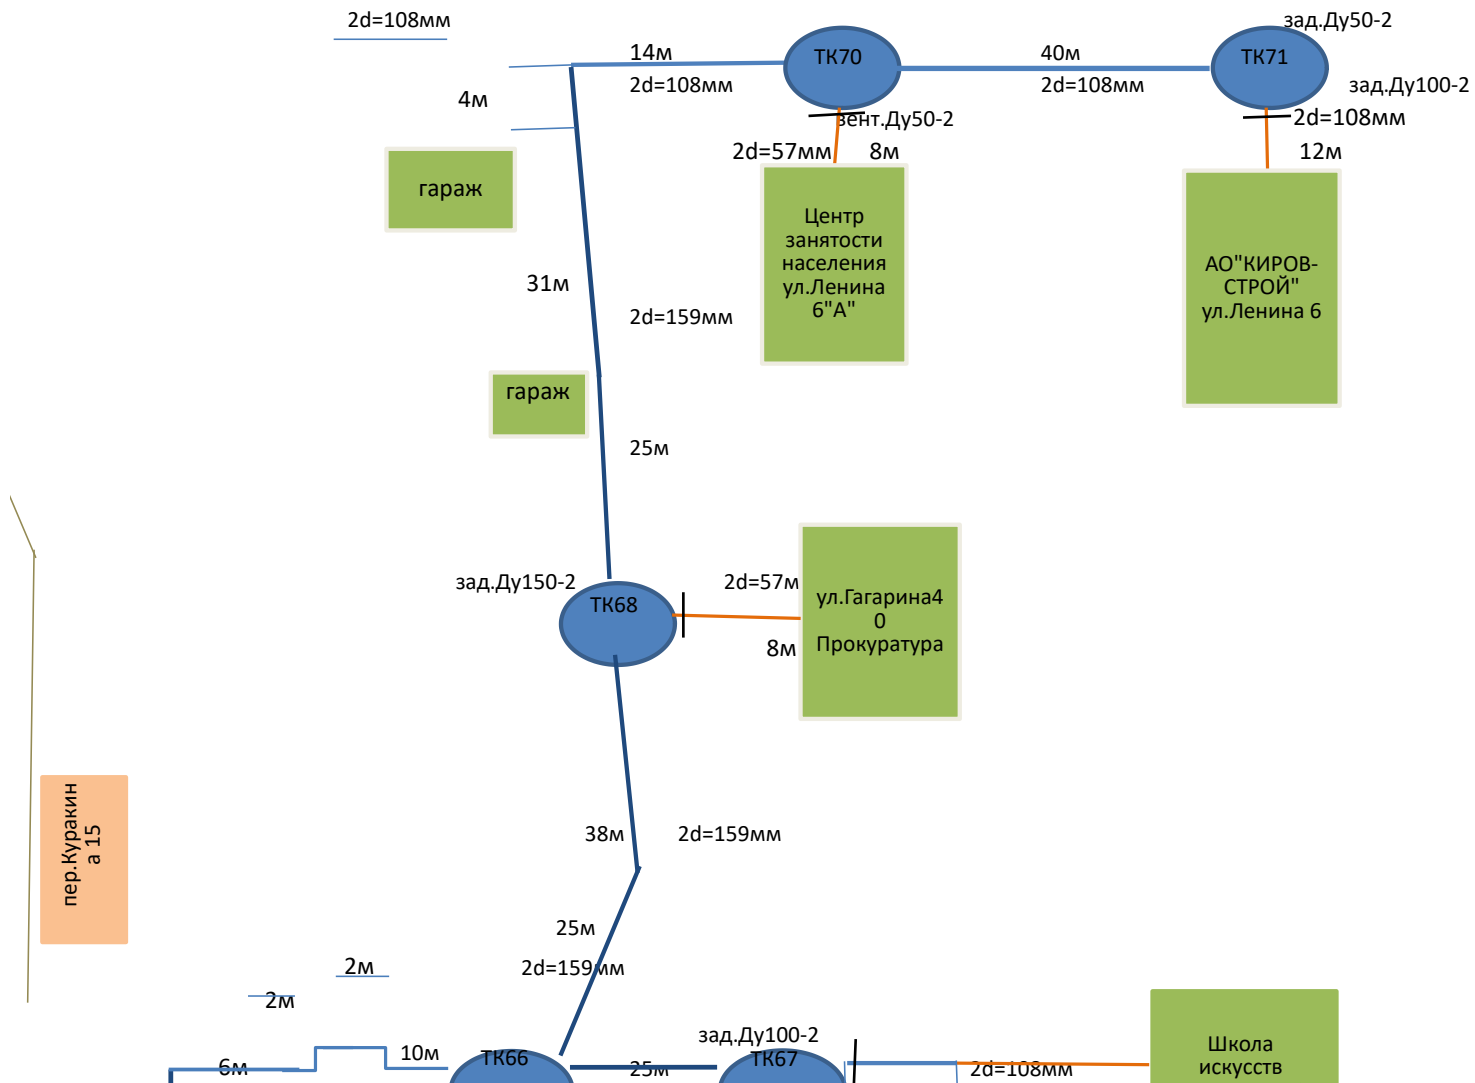 2d=108мм
зад.Ду50-2
14м
ТК70
40м
ТК71
2d=108мм
2d=108мм
зад.Ду100-2
4м
вент.Ду50-2
2d=108мм
2d=57мм
8м
12м
гараж
Центр
занятости
населения
ул.Ленина
6"А"
АО"КИРОВ-
СТРОЙ"
ул.Ленина 6
31м
2d=159мм
гараж
25м
зад.Ду150-2
ТК68
2d=57м
8м
ул.Гагарина4
0
Прокуратура
38м
2d=159мм
пер.Куракин
а 15
25м
2d=159мм
2м
2м
6м
10м
ТК66
25м
зад.Ду100-2
ТК67
2d=108мм
Школа
искусств